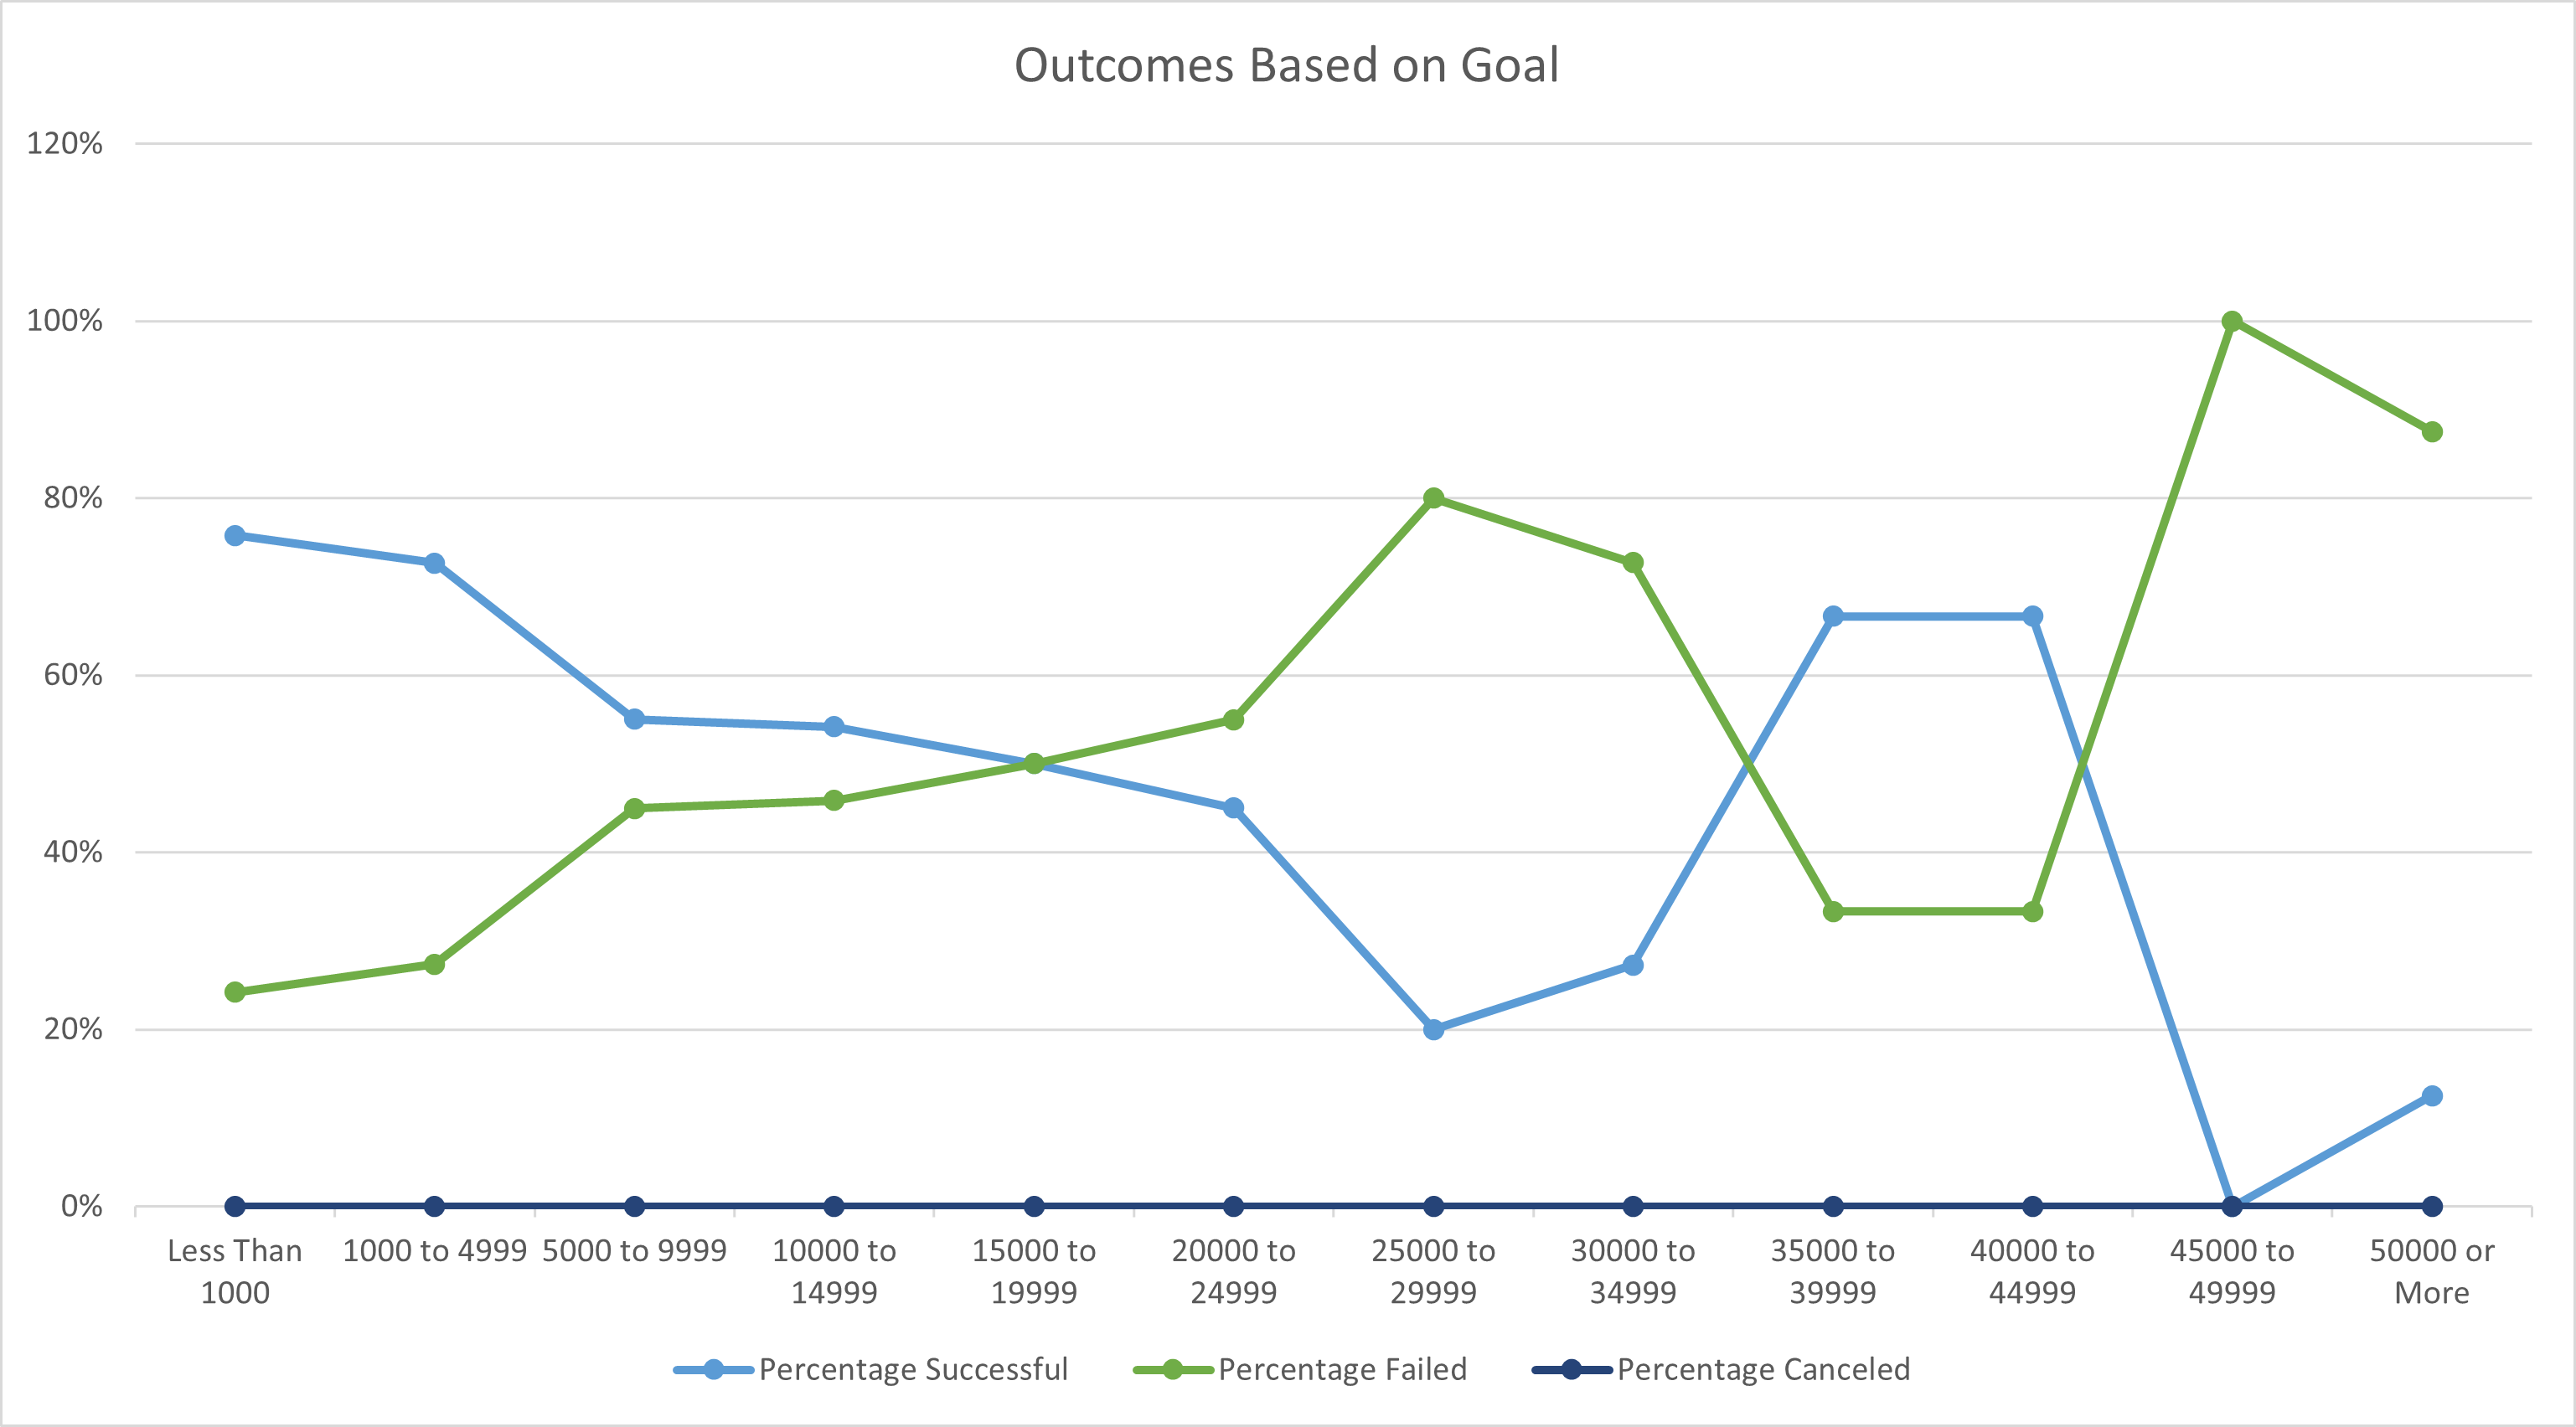 Outcomes Based on Goal
120%
100%
80%
60%
40%
20%
0%
Less Than 1000 to 4999 5000 to 9999 10000 to 15000 to 20000 to 25000 to 30000 to 35000 to 40000 to 45000 to 50000 or
1000 14999 19999 24999 29999 34999 39999 44999 49999 More
Percentage Successful Percentage Failed Percentage Canceled